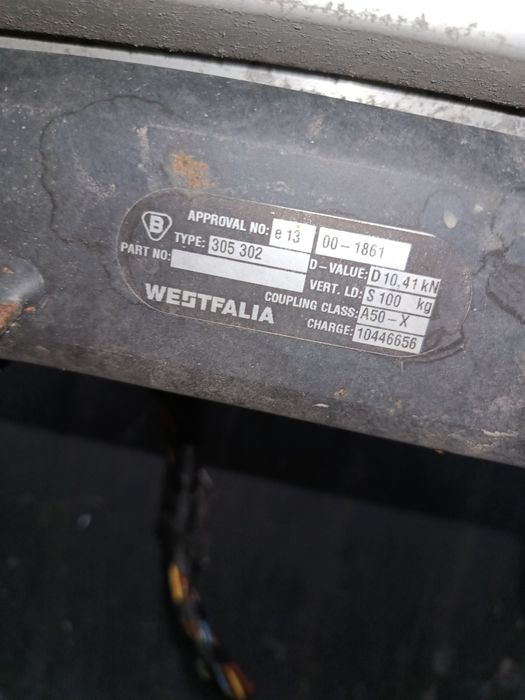 B
APPROVAL NO: e 13 00-1861
TYPE: 305 302
PART NO:
D-VALUE: D 10,41 kN
VERT. LD: S 100 kg
COUPLING CLASS: A50-X
CHARGE: 10446656
WESTFALIA